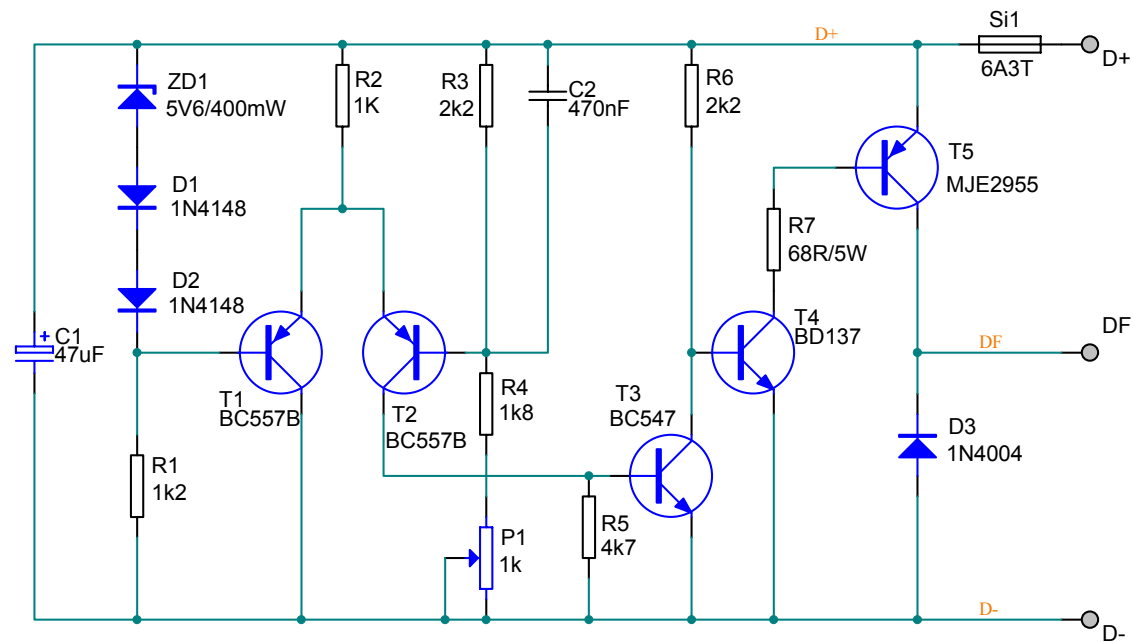 Si1
D+
D+
6A3T
ZD1
5V6/400mW
R2
1K
R3
2k2
C2
470nF
R6
2k2
T5
MJE2955
D1
1N4148
R7
68R/5W
D2
1N4148
+
C1
47uF
T4
BD137
DF
DF
T1
BC557B
T2
BC557B
R4
1k8
T3
BC547
D3
1N4004
R1
1k2
P1
1k
R5
4k7
D-
D-